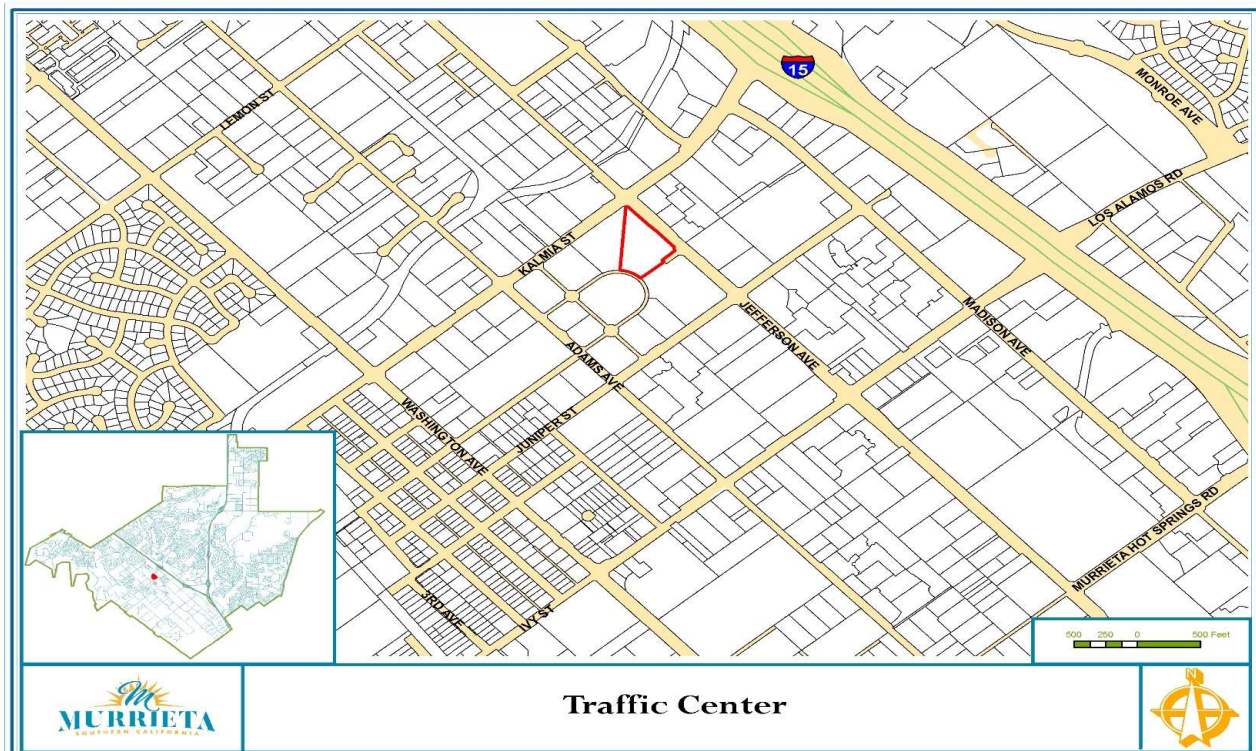 15
MONROE AVE
LEMON ST
LOS ALAMOS RD
KALMIA ST
JEFFERSON AVE
MADISON AVE
ADAMS AVE
WASHINGTON AVE
JUNIPER ST
MURRIETA HOT SPRINGS RD
3RD AVE
IVY ST
500 250 0 500 Feet
M
MURRIETA
SOUTHERN CALIFORNIA
Traffic Center
N